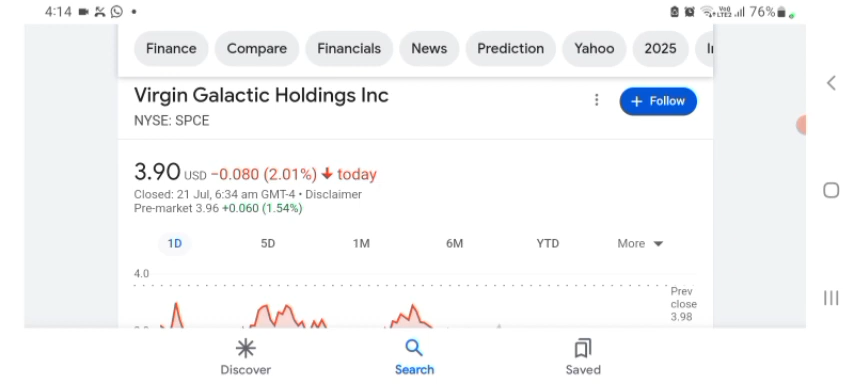 4:14 76%
Finance Compare Financials News Prediction Yahoo 2025
Virgin Galactic Holdings Inc
+ Follow
NYSE: SPCE
3.90 USD −0.080 (2.01%) today
Closed: 21 Jul, 6:34 am GMT-4 • Disclaimer
Pre-market 3.96 +0.060 (1.54%)
1D 5D 1M 6M YTD More
4.0
Prev
close
3.98
Discover Search Saved